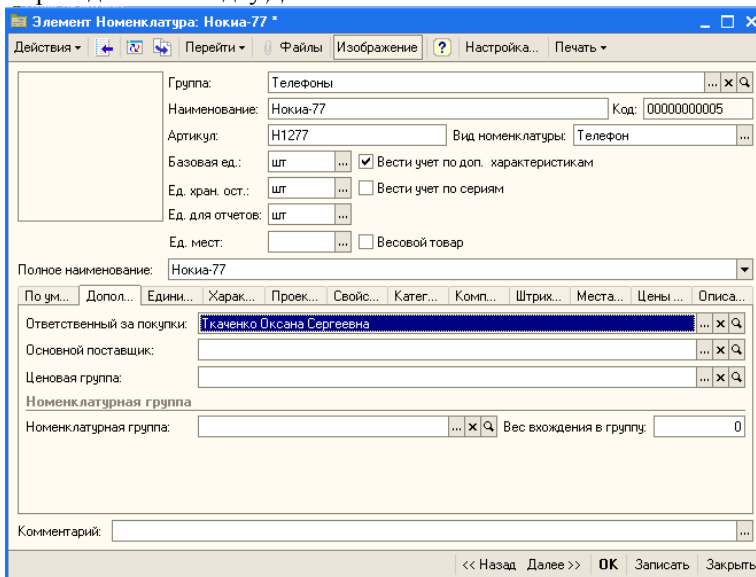 Элемент Номенклатура: Нокиа-77 *
Действия Перейти Файлы Изображение ? Настройка... Печать
Группа: Телефоны ...
Наименование: Нокиа-77 Код: 00000000005
Артикул: Н1277 Вид номенклатуры: Телефон ...
Базовая ед.: шт ... Вести учет по доп. характеристикам
Ед. хран. ост.: шт ... Вести учет по сериям
Ед. для отчетов: шт ...
Ед. мест: ... Весовой товар
Полное наименование: Нокиа-77
По ум... Допол... Едини... Харак... Проек... Свойс... Катег... Комп... Штрих... Места... Цены ... Описа...
Ответственный за покупки: Ткаченко Оксана Сергеевна ...
Основной поставщик: ...
Ценовая группа: ...
Номенклатурная группа
Номенклатурная группа: ... Вес вхождения в группу: 0
Комментарий: ...
<< Назад Далее >> OK Записать Закрыть